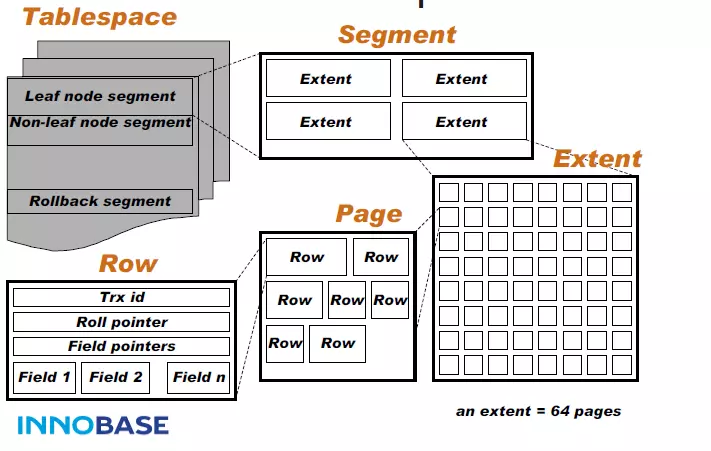 Tablespace
Leaf node segment
Non-leaf node segment
Rollback segment
Segment
Extent
Extent
Extent
Extent
Extent
an extent = 64 pages
Page
Row
Row
Row
Row
Row
Row
Row
Row
Trx id
Roll pointer
Field pointers
Field 1
Field 2
Field n
INNOBASE